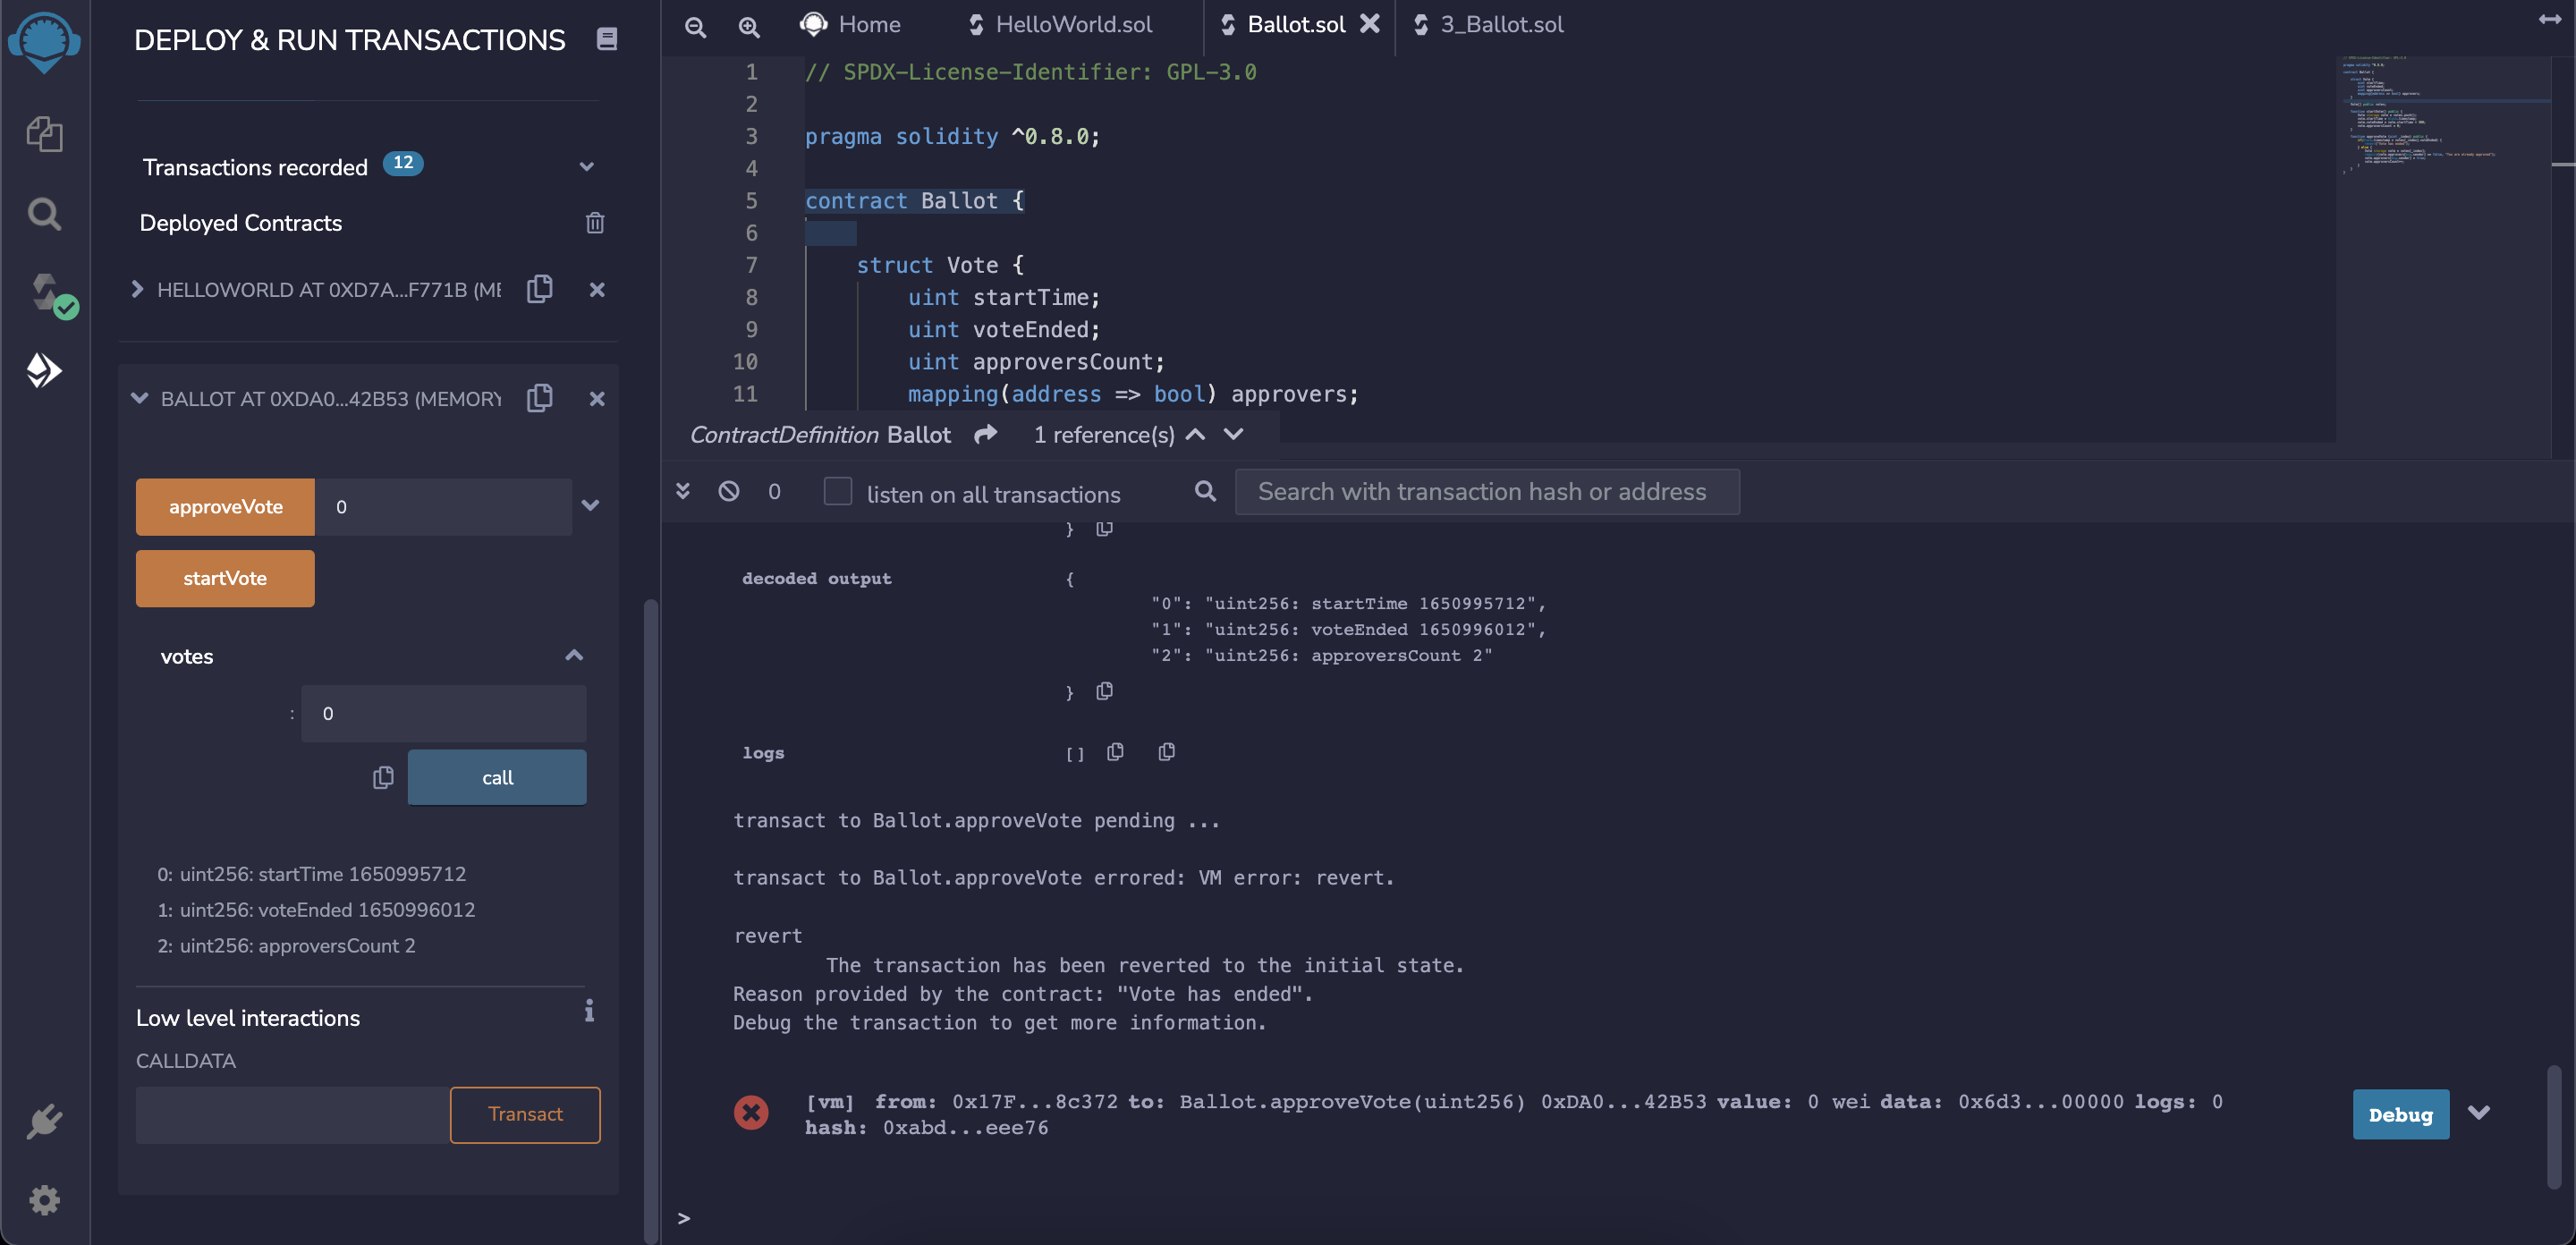 DEPLOY & RUN TRANSACTIONS
Transactions recorded 12
Deployed Contracts
HELLOWORLD AT 0XD7A...F771B (ME
BALLOT AT 0XDA0...42B53 (MEMORY
approveVote 0
startVote
votes
: 0
call
0: uint256: startTime 1650995712
1: uint256: voteEnded 1650996012
2: uint256: approversCount 2
Low level interactions
CALLDATA
Transact
Home HelloWorld.sol Ballot.sol 3_Ballot.sol
1 // SPDX-License-Identifier: GPL-3.0
2
3 pragma solidity ^0.8.0;
4
5 contract Ballot {
6
7 struct Vote {
8 uint startTime;
9 uint voteEnded;
10 uint approversCount;
11 mapping(address => bool) approvers;
ContractDefinition Ballot 1 reference(s)
0 listen on all transactions Search with transaction hash or address
}
decoded output {
"0": "uint256: startTime 1650995712",
"1": "uint256: voteEnded 1650996012",
"2": "uint256: approversCount 2"
}
logs []
transact to Ballot.approveVote pending ...
transact to Ballot.approveVote errored: VM error: revert.
revert
The transaction has been reverted to the initial state.
Reason provided by the contract: "Vote has ended".
Debug the transaction to get more information.
[vm] from: 0x17F...8c372 to: Ballot.approveVote(uint256) 0xDA0...42B53 value: 0 wei data: 0x6d3...00000 logs: 0
hash: 0xabd...eee76
Debug
>